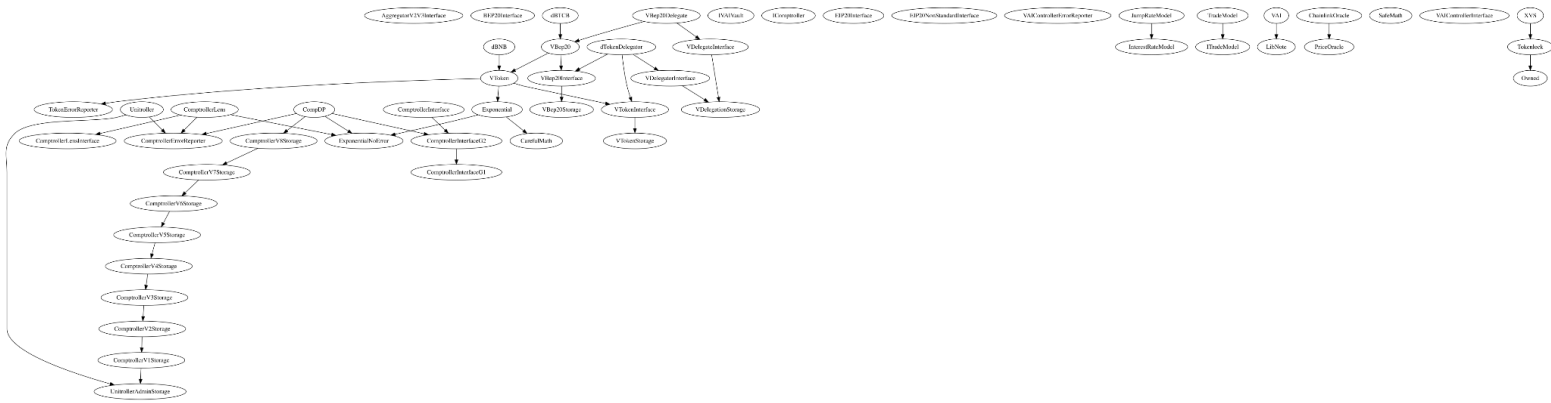 AggregatorV2V3Interface
BEP20Interface
dBTCB
VBep20Delegate
IVAIVault
IComptroller
EIP20Interface
EIP20NonStandardInterface
VAIControllerErrorReporter
JumpRateModel
TradeModel
VAI
ChainlinkOracle
SafeMath
VAIControllerInterface
XVS
dBNB
VBep20
dTokenDelegator
VDelegateInterface
InterestRateModel
ITradeModel
LibNote
PriceOracle
Tokenlock
VToken
VBep20Interface
VDelegatorInterface
Owned
TokenErrorReporter
Unitroller
ComptrollerLens
CompDP
ComptrollerInterface
Exponential
VBep20Storage
VTokenInterface
VDelegationStorage
ComptrollerLensInterface
ComptrollerErrorReporter
ComptrollerV8Storage
ExponentialNoError
ComptrollerInterfaceG2
CarefulMath
VTokenStorage
ComptrollerV7Storage
ComptrollerInterfaceG1
ComptrollerV6Storage
ComptrollerV5Storage
ComptrollerV4Storage
ComptrollerV3Storage
ComptrollerV2Storage
ComptrollerV1Storage
UnitrollerAdminStorage